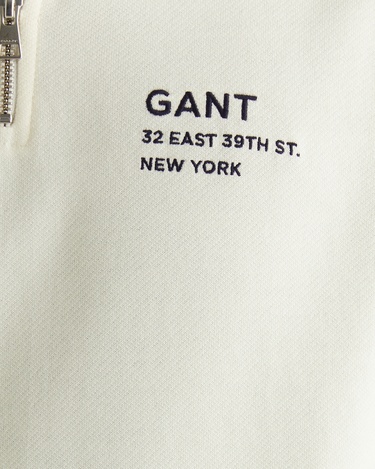 GANT
32 EAST 39TH ST.
NEW YORK